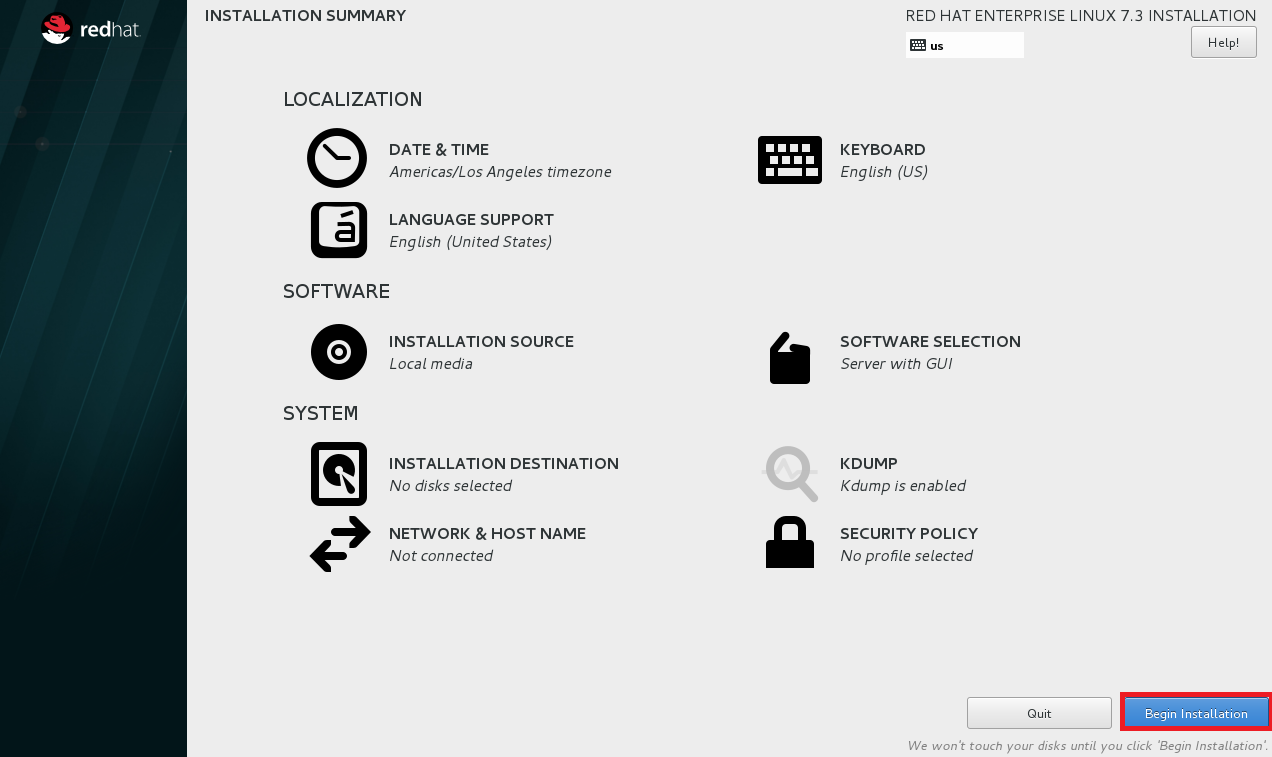 redhat.
INSTALLATION SUMMARY
RED HAT ENTERPRISE LINUX 7.3 INSTALLATION
us
Help!
LOCALIZATION
DATE & TIME
Americas/Los Angeles timezone
KEYBOARD
English (US)
á
LANGUAGE SUPPORT
English (United States)
SOFTWARE
INSTALLATION SOURCE
Local media
SOFTWARE SELECTION
Server with GUI
SYSTEM
INSTALLATION DESTINATION
No disks selected
KDUMP
Kdump is enabled
NETWORK & HOST NAME
Not connected
SECURITY POLICY
No profile selected
Quit
Begin Installation
We won't touch your disks until you click 'Begin Installation'.